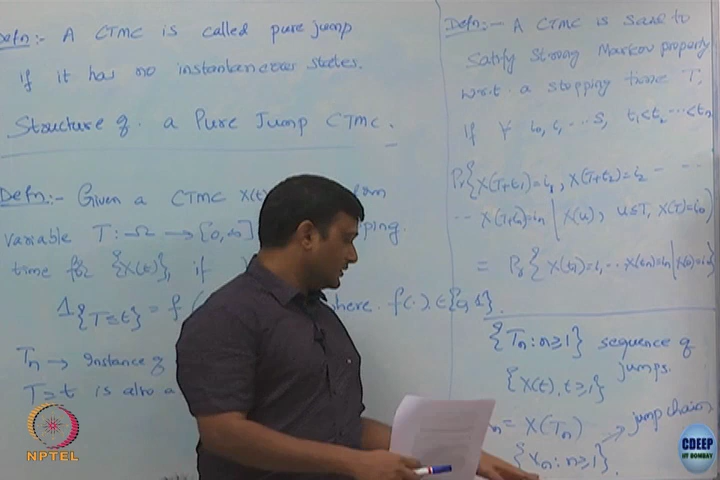 Defn:- A CTMC is called pure jump
if it has no instantaneous states.
Structure of a Pure Jump CTMC.
Defn:- Given a CTMC X(t)
variable T: Ω → [0, ∞]
time for {X(t)}, if
1{T≤t} = f( where f(.) ∈ {0,1}.
Tn → Instance of
T=t is also a
Defn:- A CTMC is said to
satisfy Strong Markov property
w.r.t. a stopping time T;
if ∀ i0, i, ... S, t1<t2 ... <tn
Pr{X(T+t1)=i1, X(T+t2)=i2 - - -
.. X(T+tn)=in | X(u), u≤T, X(T)=i0}
= Pr{X(t1)=i1 ... X(tn)=in | X(0)=i0}
{Tn : n≥1} sequence of
jumps.
{X(t), t≥1}
n = X(Tn)
{Xn : n≥1}. → jump chain
NPTEL
CDEEP
IIT BOMBAY